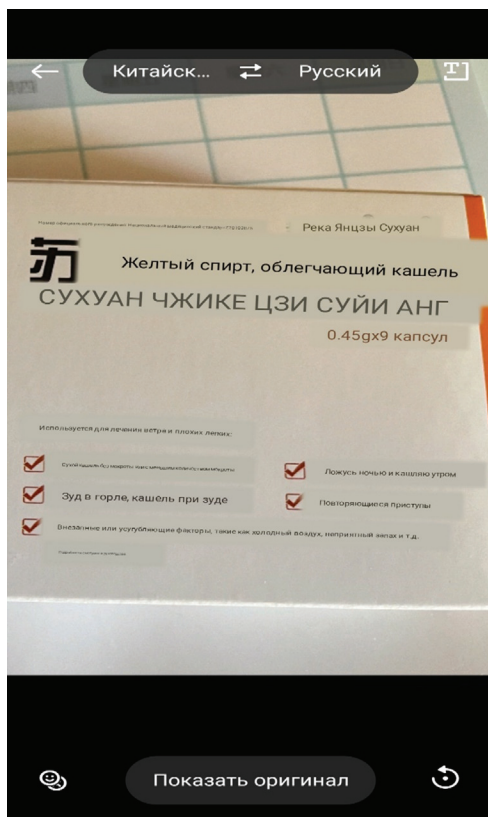 Китайск... Русский
Река Янцзы Сухуан
苏
Желтый спирт, облегчающий кашель
СУХУАН ЧЖИКЕ ЦЗИ СУЙИ АНГ
0.45gx9 капсул
Используется для лечения ветра и плохих легких:
Ложусь ночью и кашляю утром
Зуд в горле, кашель при зуде
Повторяющиеся приступы
Внезапные или усугубляющие факторы, такие как холодный воздух, неприятный запах и т.д.
Показать оригинал